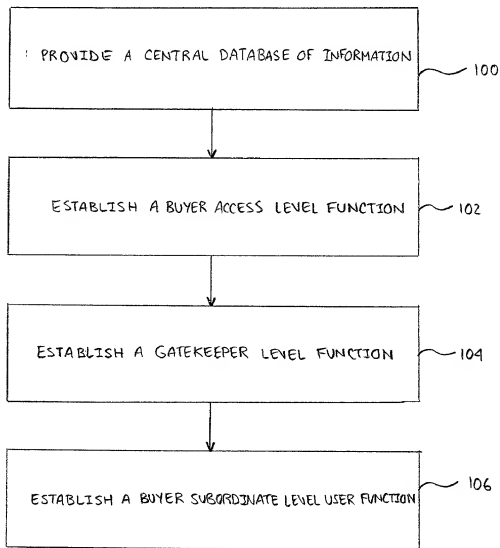 PROVIDE A CENTRAL DATABASE OF INFORMATION
100
ESTABLISH A BUYER ACCESS LEVEL FUNCTION
102
ESTABLISH A GATEKEEPER LEVEL FUNCTION
104
ESTABLISH A BUYER SUBORDINATE LEVEL USER FUNCTION
106